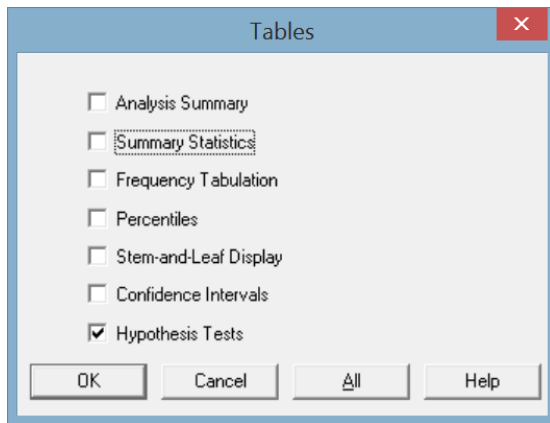 Tables
Analysis Summary
Summary Statistics
Frequency Tabulation
Percentiles
Stem-and-Leaf Display
Confidence Intervals
Hypothesis Tests
OK Cancel All Help